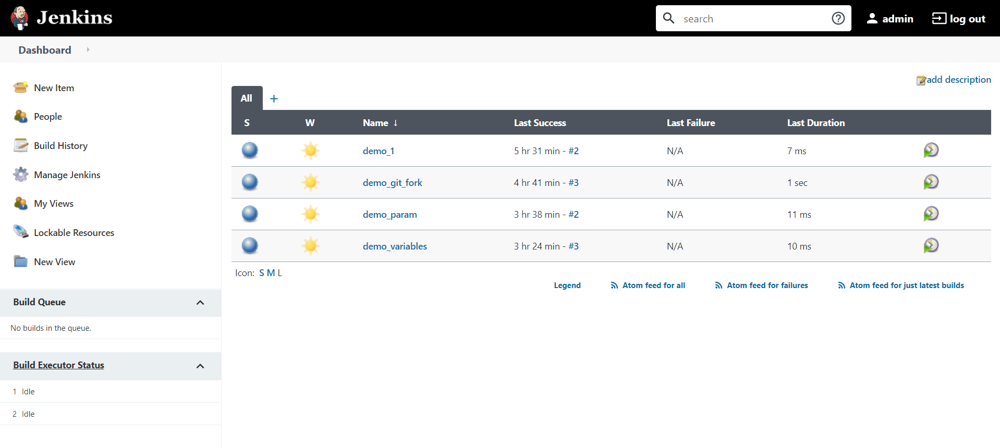 Jenkins
search
admin
log out
Dashboard
New Item
People
Build History
Manage Jenkins
My Views
Lockable Resources
New View
Build Queue
No builds in the queue.
Build Executor Status
1 Idle
2 Idle
add description
All +
S W Name ↓ Last Success Last Failure Last Duration
demo_1 5 hr 31 min - #2 N/A 7 ms
demo_git_fork 4 hr 41 min - #3 N/A 1 sec
demo_param 3 hr 38 min - #2 N/A 11 ms
demo_variables 3 hr 24 min - #3 N/A 10 ms
Icon: S M L
Legend Atom feed for all Atom feed for failures Atom feed for just latest builds